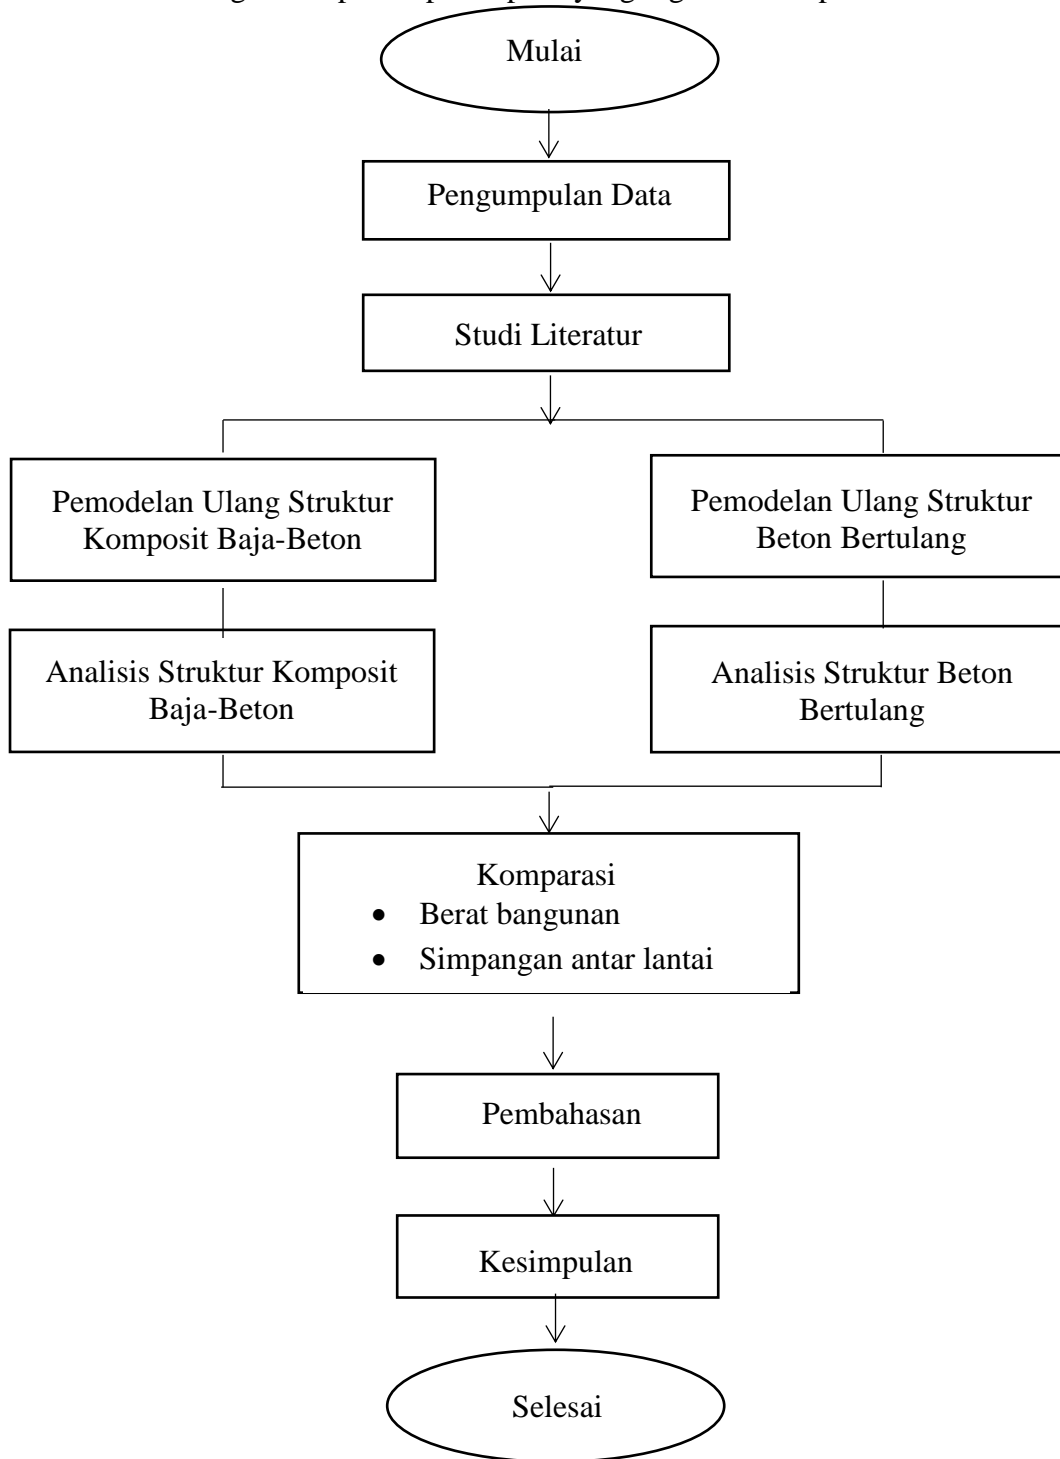 Mulai
Pengumpulan Data
Studi Literatur
Pemodelan Ulang Struktur
Komposit Baja-Beton
Pemodelan Ulang Struktur
Beton Bertulang
Analisis Struktur Komposit
Baja-Beton
Analisis Struktur Beton
Bertulang
Komparasi
• Berat bangunan
• Simpangan antar lantai
Pembahasan
Kesimpulan
Selesai